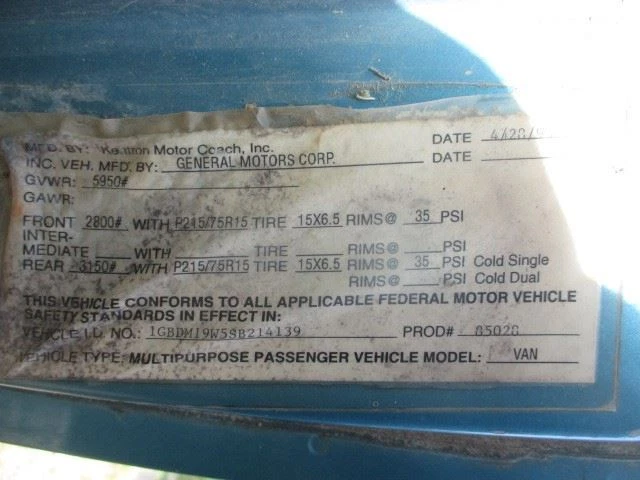 MFD. BY: Kentron Motor Coach, Inc. DATE 4/28/
INC. VEH. MFD. BY: GENERAL MOTORS CORP. DATE
GVWR: 5950#
GAWR:
FRONT 2800# WITH P215/75R15 TIRE 15X6.5 RIMS@ 35 PSI
INTER-
MEDIATE WITH TIRE RIMS@ PSI
REAR 3150# WITH P215/75R15 TIRE 15X6.5 RIMS@ 35 PSI Cold Single
RIMS@ PSI Cold Dual
THIS VEHICLE CONFORMS TO ALL APPLICABLE FEDERAL MOTOR VEHICLE
SAFETY STANDARDS IN EFFECT IN:
VEHICLE I.D. NO.: 1GBDM19W5SB214139 PROD# 85028
VEHICLE TYPE: MULTIPURPOSE PASSENGER VEHICLE MODEL: VAN